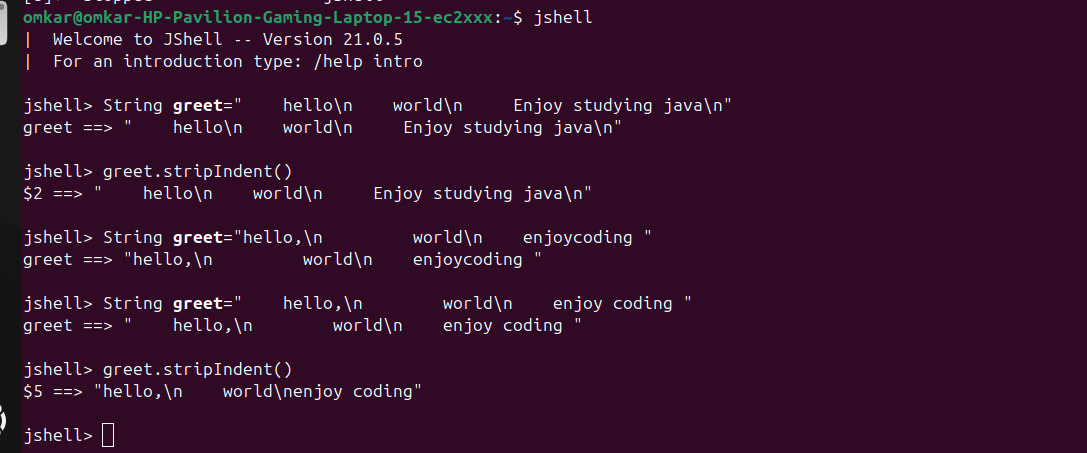 omkar@omkar-HP-Pavilion-Gaming-Laptop-15-ec2xxx:~$ jshell
|  Welcome to JShell -- Version 21.0.5
|  For an introduction type: /help intro
jshell> String greet="    hello\n    world\n     Enjoy studying java\n"
greet ==> "    hello\n    world\n     Enjoy studying java\n"
jshell> greet.stripIndent()
$2 ==> "    hello\n    world\n     Enjoy studying java\n"
jshell> String greet="hello,\n         world\n    enjoycoding "
greet ==> "hello,\n         world\n    enjoycoding "
jshell> String greet="    hello,\n        world\n    enjoy coding "
greet ==> "    hello,\n        world\n    enjoy coding "
jshell> greet.stripIndent()
$5 ==> "hello,\n    world\nenjoy coding"
jshell>